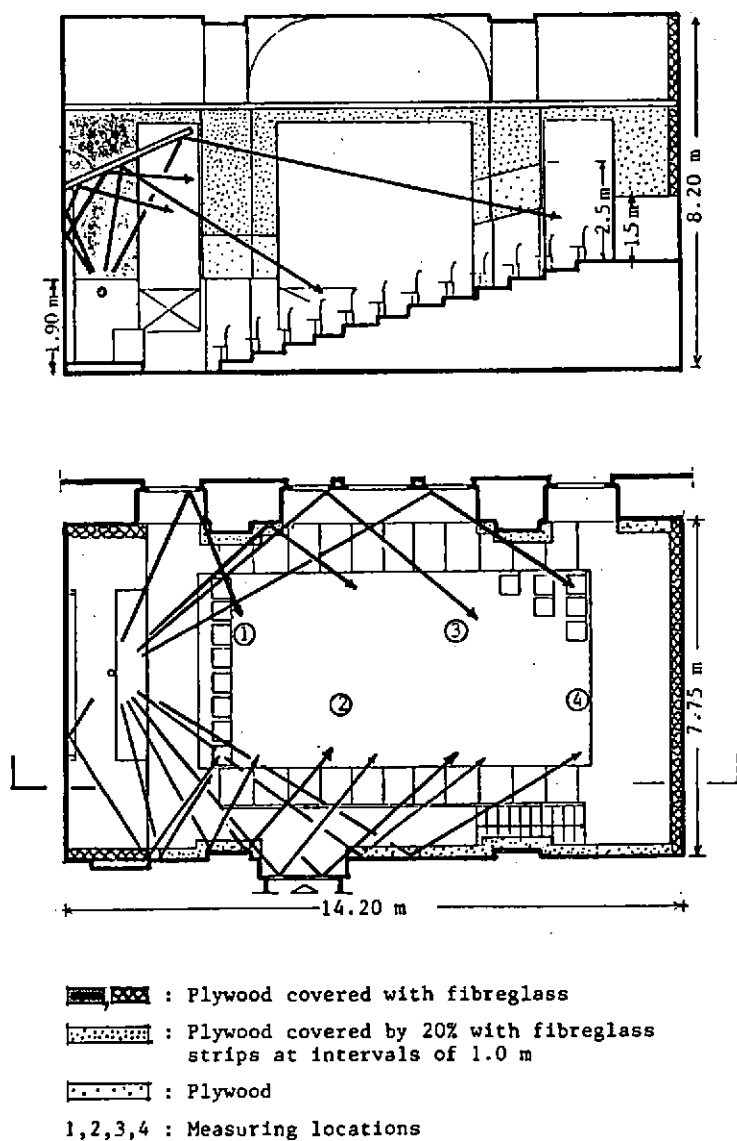 1.90 m
2.5 m
1.5 m
8.20 m
1
2
3
4
7.75 m
14.20 m
: Plywood covered with fibreglass
: Plywood covered by 20% with fibreglass
strips at intervals of 1.0 m
: Plywood
1,2,3,4 : Measuring locations